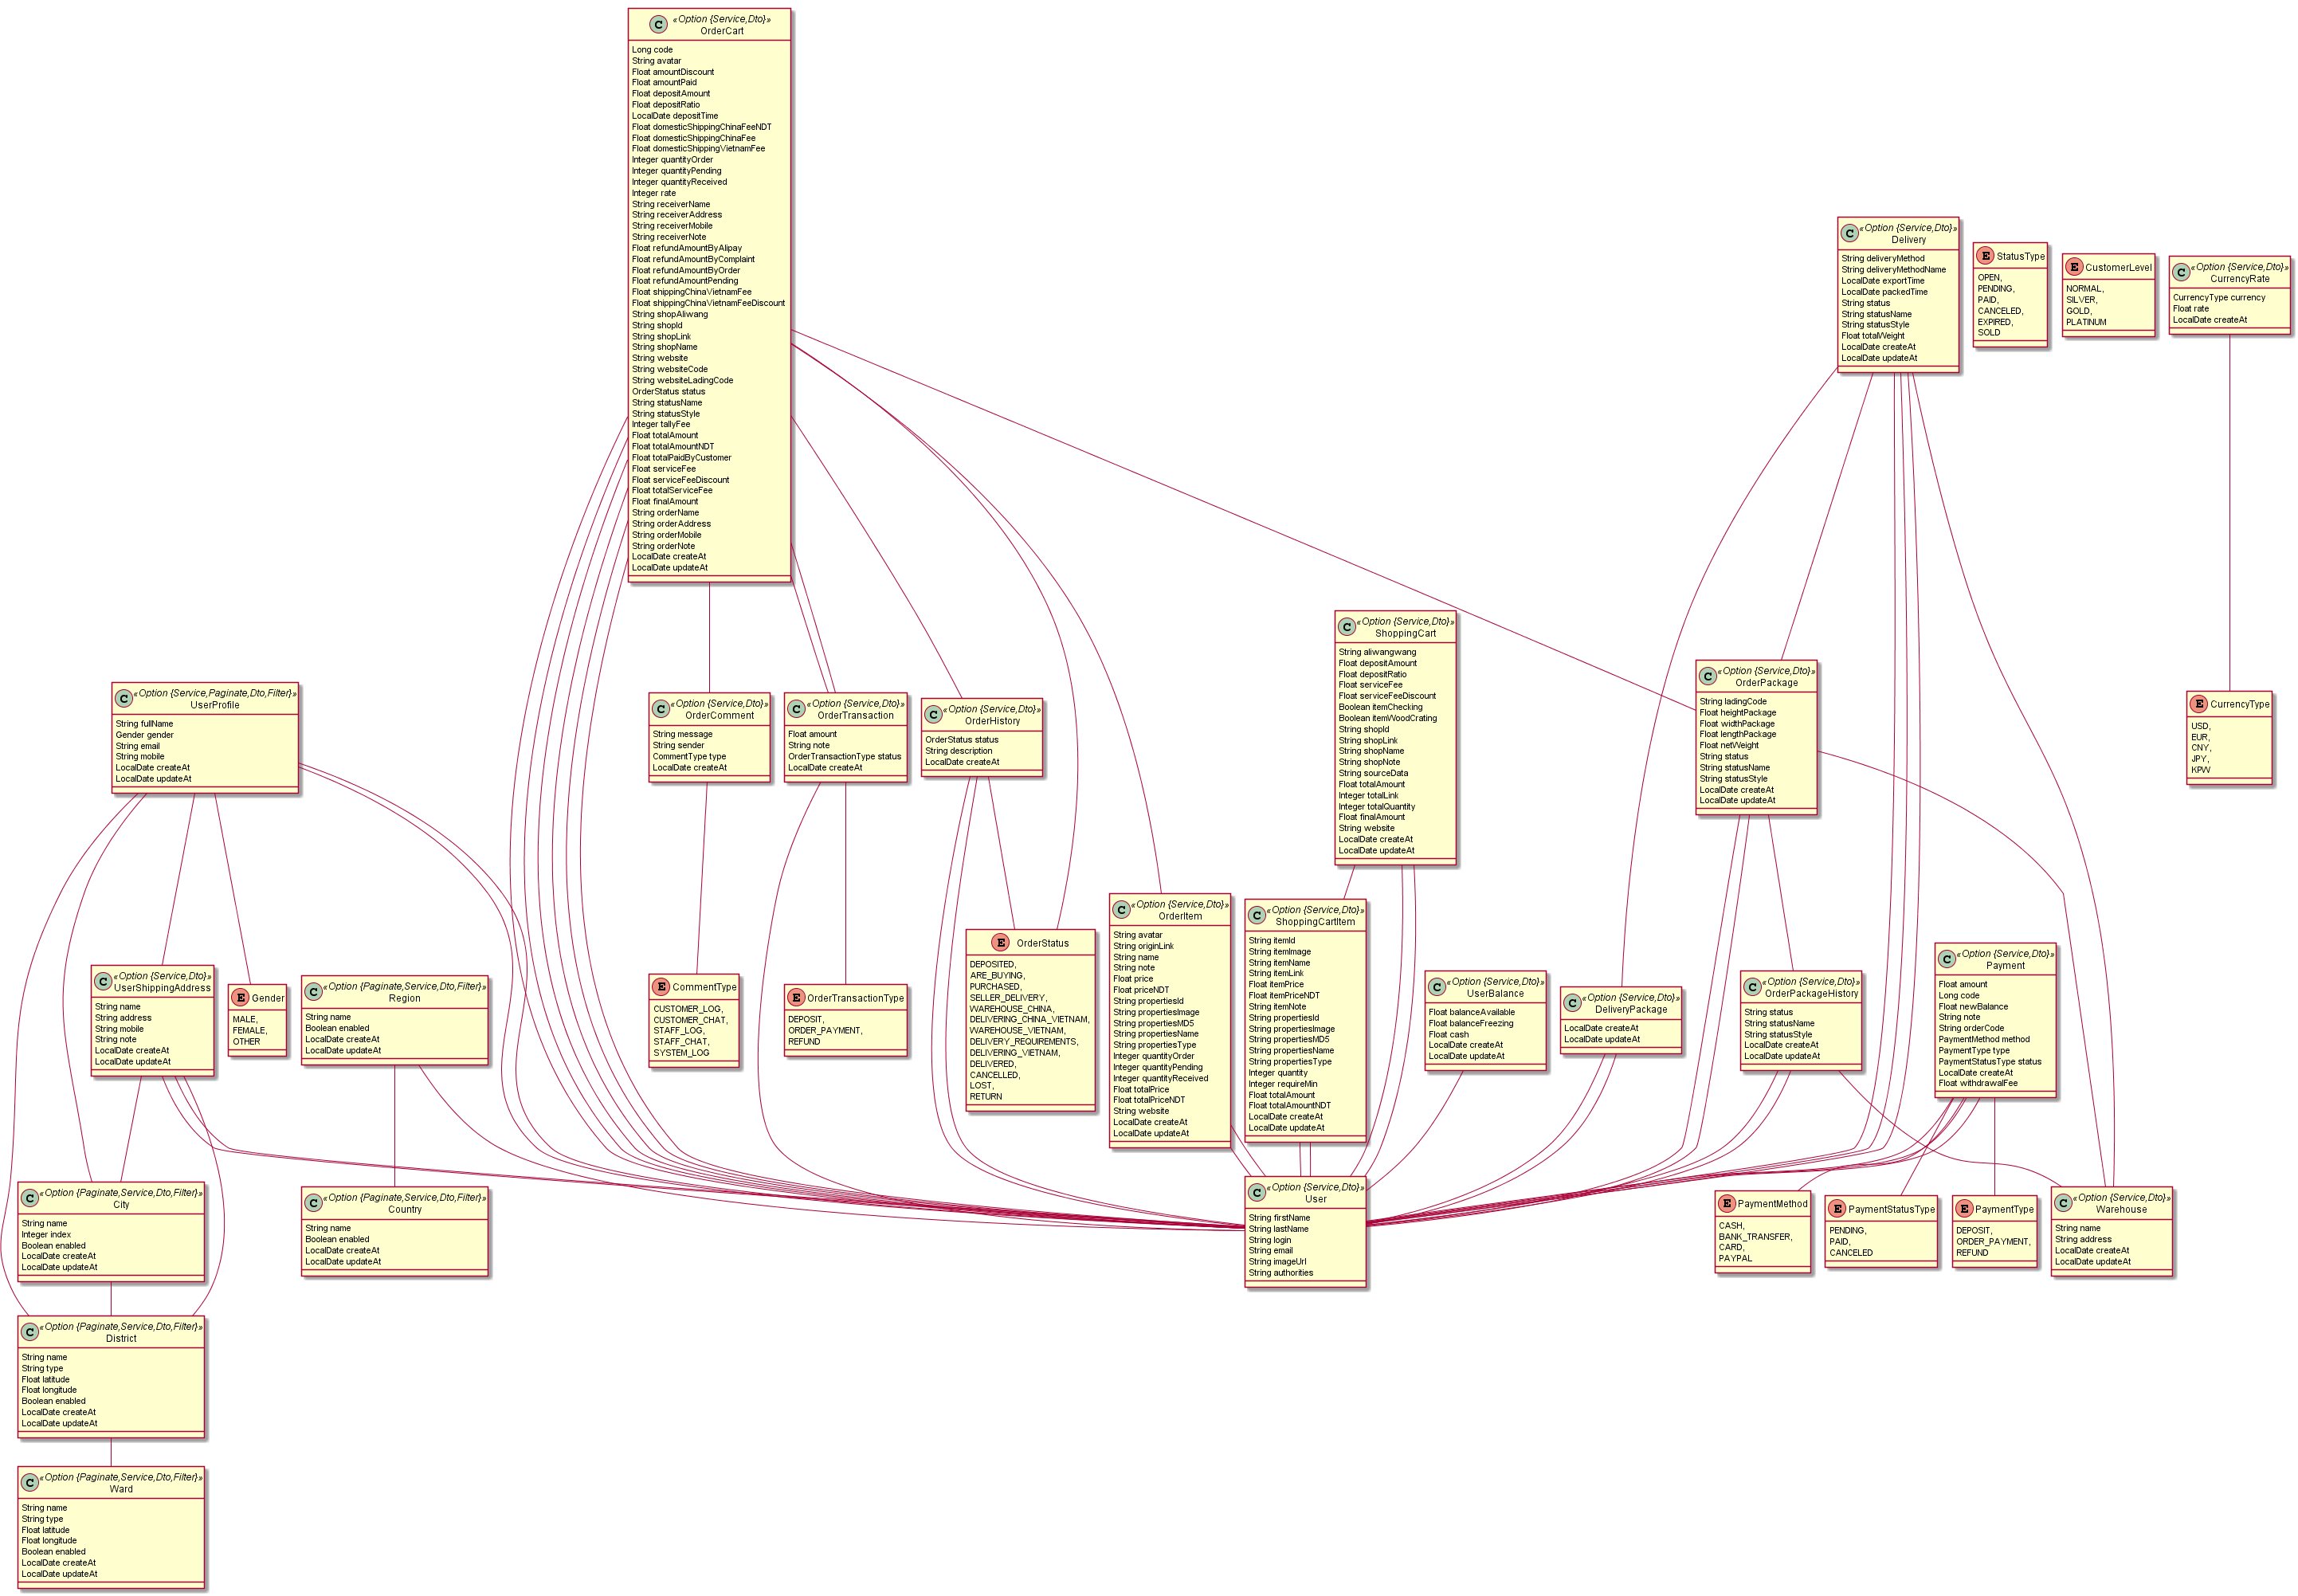 C
«Option {Service,Dto}»
OrderCart
Long code
String avatar
Float amountDiscount
Float amountPaid
Float depositAmount
Float depositRatio
LocalDate depositTime
Float domesticShippingChinaFeeNDT
Float domesticShippingChinaFee
Float domesticShippingVietnamFee
Integer quantityOrder
Integer quantityPending
Integer quantityReceived
Integer rate
String receiverName
String receiverAddress
String receiverMobile
String receiverNote
Float refundAmountByAlipay
Float refundAmountByComplaint
Float refundAmountByOrder
Float refundAmountPending
Float shippingChinaVietnamFee
Float shippingChinaVietnamFeeDiscount
String shopAliwang
String shopId
String shopLink
String shopName
String website
String websiteCode
String websiteLadingCode
OrderStatus status
String statusName
String statusStyle
Integer tallyFee
Float totalAmount
Float totalAmountNDT
Float totalPaidByCustomer
Float serviceFee
Float serviceFeeDiscount
Float totalServiceFee
Float finalAmount
String orderName
String orderAddress
String orderMobile
String orderNote
LocalDate createAt
LocalDate updateAt
C
«Option {Service,Dto}»
Delivery
String deliveryMethod
String deliveryMethodName
LocalDate exportTime
LocalDate packedTime
String status
String statusName
String statusStyle
Float totalWeight
LocalDate createAt
LocalDate updateAt
E StatusType
OPEN,
PENDING,
PAID,
CANCELED,
EXPIRED,
SOLD
E CustomerLevel
NORMAL,
SILVER,
GOLD,
PLATINUM
C
«Option {Service,Dto}»
CurrencyRate
CurrencyType currency
Float rate
LocalDate createAt
C
«Option {Service,Dto}»
ShoppingCart
String aliwangwang
Float depositAmount
Float depositRatio
Float serviceFee
Float serviceFeeDiscount
Boolean itemChecking
Boolean itemWoodCrating
String shopId
String shopLink
String shopName
String shopNote
String sourceData
Float totalAmount
Integer totalLink
Integer totalQuantity
Float finalAmount
String website
LocalDate createAt
LocalDate updateAt
C
«Option {Service,Dto}»
OrderPackage
String ladingCode
Float heightPackage
Float widthPackage
Float lengthPackage
Float netWeight
String status
String statusName
String statusStyle
LocalDate createAt
LocalDate updateAt
C
«Option {Service,Paginate,Dto,Filter}»
UserProfile
String fullName
Gender gender
String email
String mobile
LocalDate createAt
LocalDate updateAt
C
«Option {Service,Dto}»
OrderComment
String message
String sender
CommentType type
LocalDate createAt
C
«Option {Service,Dto}»
OrderTransaction
Float amount
String note
OrderTransactionType status
LocalDate createAt
C
«Option {Service,Dto}»
OrderHistory
OrderStatus status
String description
LocalDate createAt
E CurrencyType
USD,
EUR,
CNY,
JPY,
KPW
C
«Option {Service,Dto}»
UserShippingAddress
String name
String address
String mobile
String note
LocalDate createAt
LocalDate updateAt
E Gender
MALE,
FEMALE,
OTHER
C
«Option {Paginate,Service,Dto,Filter}»
Region
String name
Boolean enabled
LocalDate createAt
LocalDate updateAt
E CommentType
CUSTOMER_LOG,
CUSTOMER_CHAT,
STAFF_LOG,
STAFF_CHAT,
SYSTEM_LOG
E OrderTransactionType
DEPOSIT,
ORDER_PAYMENT,
REFUND
E OrderStatus
DEPOSITED,
ARE_BUYING,
PURCHASED,
SELLER_DELIVERY,
WAREHOUSE_CHINA,
DELIVERING_CHINA_VIETNAM,
WAREHOUSE_VIETNAM,
DELIVERY_REQUIREMENTS,
DELIVERING_VIETNAM,
DELIVERED,
CANCELLED,
LOST,
RETURN
C
«Option {Service,Dto}»
OrderItem
String avatar
String originLink
String name
String note
Float price
Float priceNDT
String propertiesId
String propertiesImage
String propertiesMD5
String propertiesName
String propertiesType
Integer quantityOrder
Integer quantityPending
Integer quantityReceived
Float totalPrice
Float totalPriceNDT
String website
LocalDate createAt
LocalDate updateAt
C
«Option {Service,Dto}»
ShoppingCartItem
String itemId
String itemImage
String itemName
String itemLink
Float itemPrice
Float itemPriceNDT
String itemNote
String propertiesId
String propertiesImage
String propertiesMD5
String propertiesName
String propertiesType
Integer quantity
Integer requireMin
Float totalAmount
Float totalAmountNDT
LocalDate createAt
LocalDate updateAt
C
«Option {Service,Dto}»
UserBalance
Float balanceAvailable
Float balanceFreezing
Float cash
LocalDate createAt
LocalDate updateAt
C
«Option {Service,Dto}»
DeliveryPackage
LocalDate createAt
LocalDate updateAt
C
«Option {Service,Dto}»
OrderPackageHistory
String status
String statusName
String statusStyle
LocalDate createAt
LocalDate updateAt
C
«Option {Service,Dto}»
Payment
Float amount
Long code
Float newBalance
String note
String orderCode
PaymentMethod method
PaymentType type
PaymentStatusType status
LocalDate createAt
Float withdrawalFee
C
«Option {Paginate,Service,Dto,Filter}»
City
String name
Integer index
Boolean enabled
LocalDate createAt
LocalDate updateAt
C
«Option {Paginate,Service,Dto,Filter}»
Country
String name
Boolean enabled
LocalDate createAt
LocalDate updateAt
C
«Option {Service,Dto}»
User
String firstName
String lastName
String login
String email
String imageUrl
String authorities
E PaymentMethod
CASH,
BANK_TRANSFER,
CARD,
PAYPAL
E PaymentStatusType
PENDING,
PAID,
CANCELED
E PaymentType
DEPOSIT,
ORDER_PAYMENT,
REFUND
C
«Option {Service,Dto}»
Warehouse
String name
String address
LocalDate createAt
LocalDate updateAt
C
«Option {Paginate,Service,Dto,Filter}»
District
String name
String type
Float latitude
Float longitude
Boolean enabled
LocalDate createAt
LocalDate updateAt
C
«Option {Paginate,Service,Dto,Filter}»
Ward
String name
String type
Float latitude
Float longitude
Boolean enabled
LocalDate createAt
LocalDate updateAt